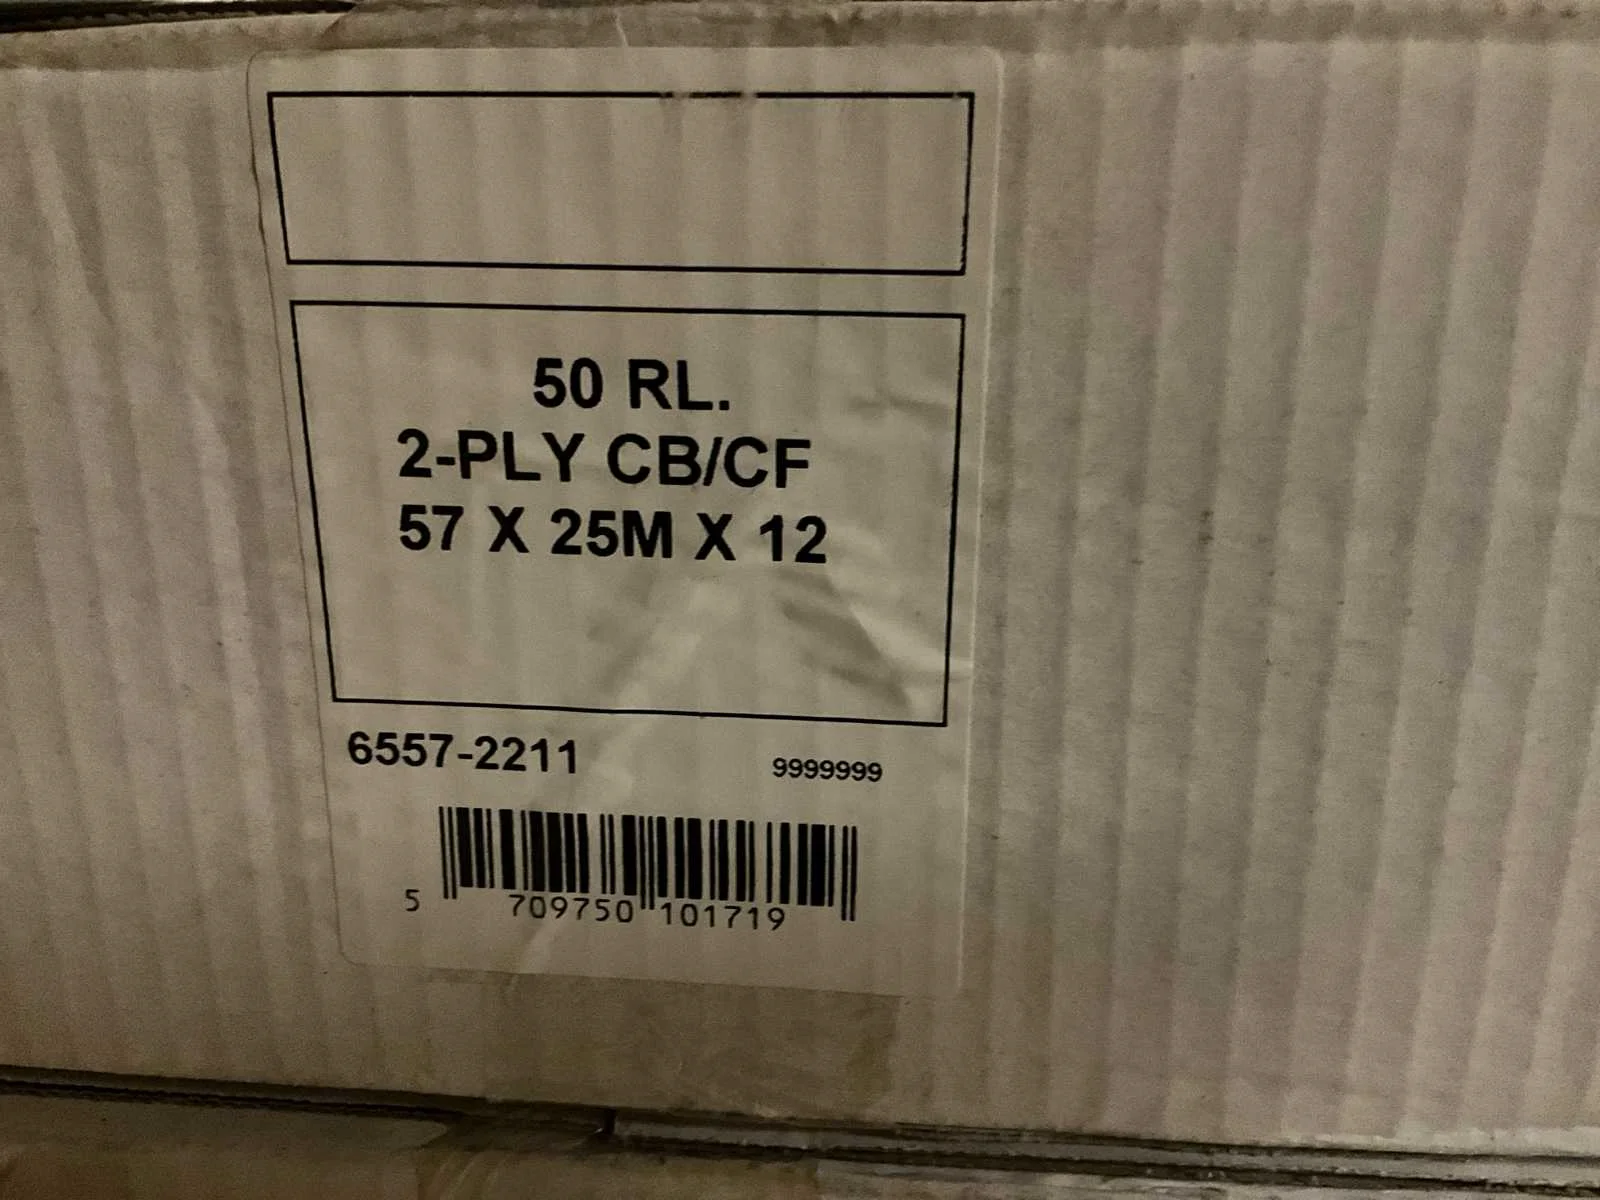 50 RL.
2-PLY CB/CF
57 X 25M X 12
6557-2211 9999999
5 709750 101719